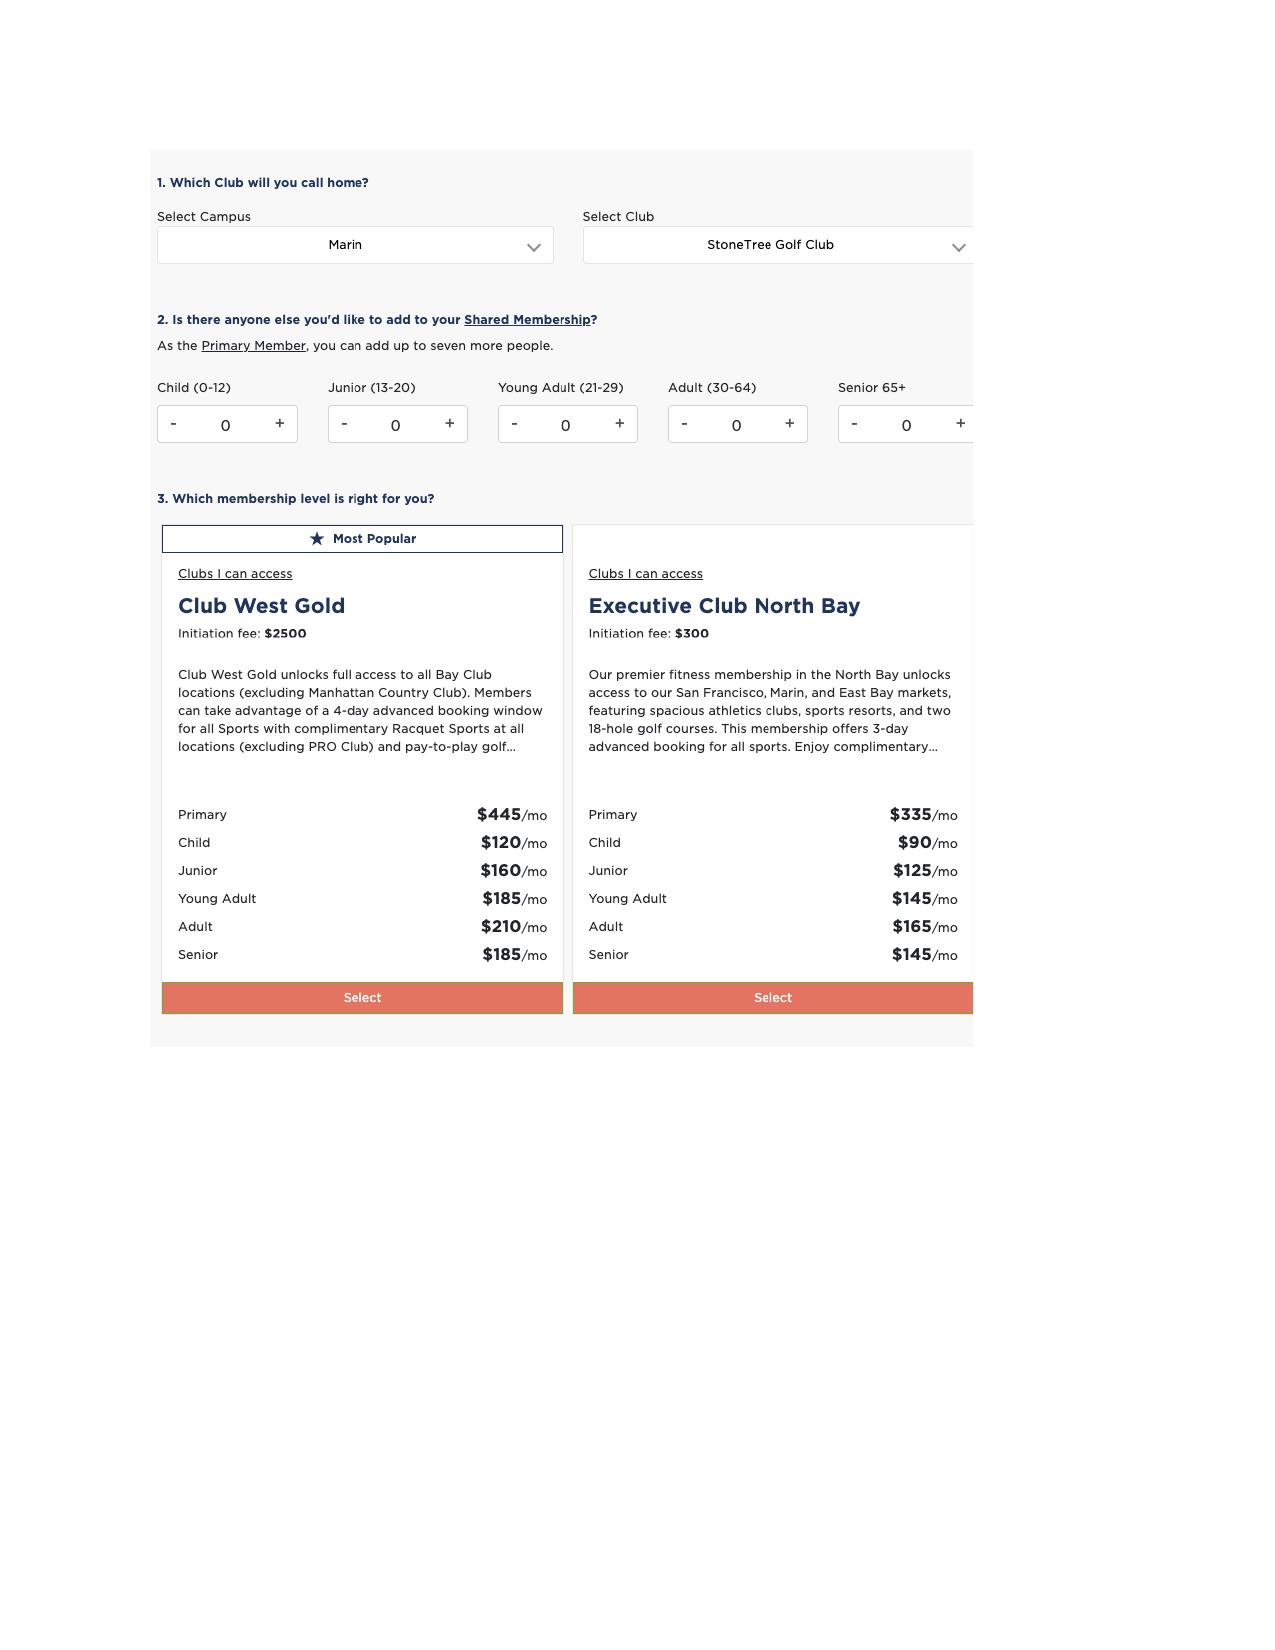 1. Which Club will you call home?
Select Campus
Select Club
Marin
StoneTree Golf Club
2. Is there anyone else you'd like to add to your Shared Membership?
As the Primary Member, you can add up to seven more people.
Child (0-12)
Junior (13-20)
Young Adult (21-29)
Adult (30-64)
Senior 65+
- 0 +
- 0 +
- 0 +
- 0 +
- 0 +
3. Which membership level is right for you?
★ Most Popular
Clubs I can access
Club West Gold
Initiation fee: $2500
Club West Gold unlocks full access to all Bay Club
locations (excluding Manhattan Country Club). Members
can take advantage of a 4-day advanced booking window
for all Sports with complimentary Racquet Sports at all
locations (excluding PRO Club) and pay-to-play golf...
Primary $445/mo
Child $120/mo
Junior $160/mo
Young Adult $185/mo
Adult $210/mo
Senior $185/mo
Select
Clubs I can access
Executive Club North Bay
Initiation fee: $300
Our premier fitness membership in the North Bay unlocks
access to our San Francisco, Marin, and East Bay markets,
featuring spacious athletics clubs, sports resorts, and two
18-hole golf courses. This membership offers 3-day
advanced booking for all sports. Enjoy complimentary...
Primary $335/mo
Child $90/mo
Junior $125/mo
Young Adult $145/mo
Adult $165/mo
Senior $145/mo
Select